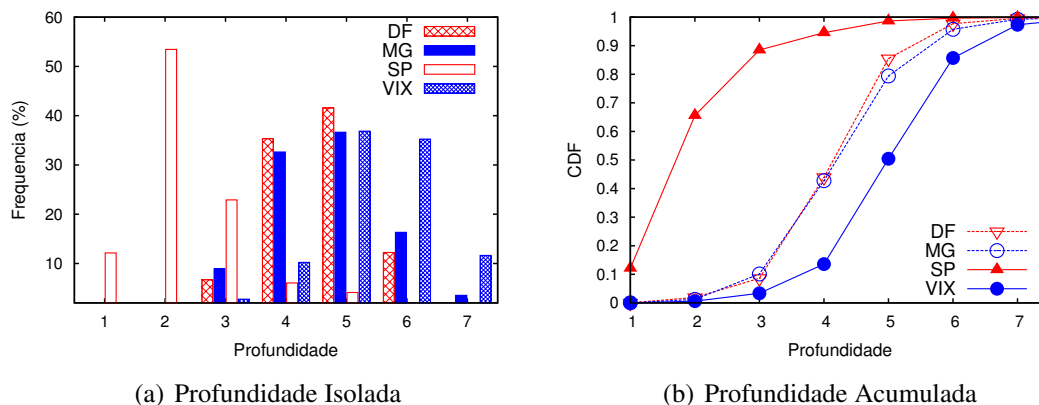 60
50
40
30
20
10
Frequencia (%)
DF
MG
SP
VIX
1 2 3 4 5 6 7
Profundidade
(a) Profundidade Isolada
1
0.9
0.8
0.7
0.6
0.5
0.4
0.3
0.2
0.1
0
CDF
DF
MG
SP
VIX
1 2 3 4 5 6 7
Profundidade
(b) Profundidade Acumulada